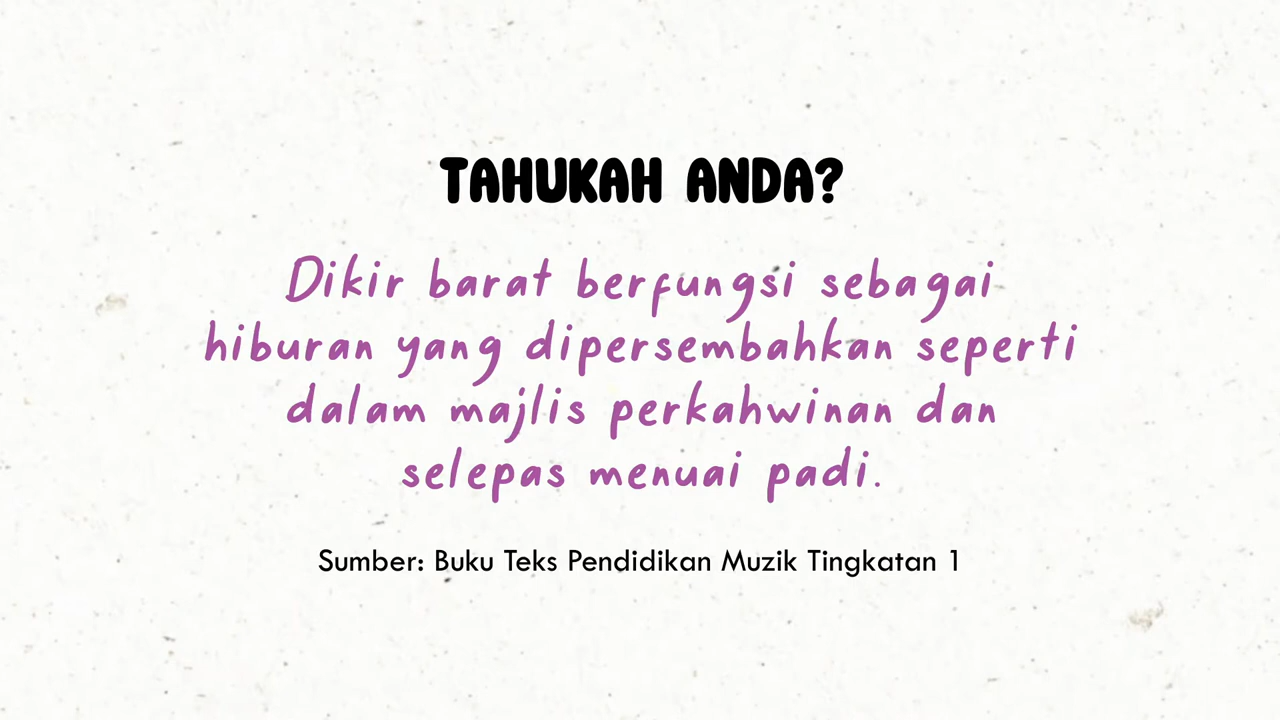 TAHUKAH ANDA?
Dikir barat berfungsi sebagai
hiburan yang dipersembahkan seperti
dalam majlis perkahwinan dan
selepas menuai padi.
Sumber: Buku Teks Pendidikan Muzik Tingkatan 1